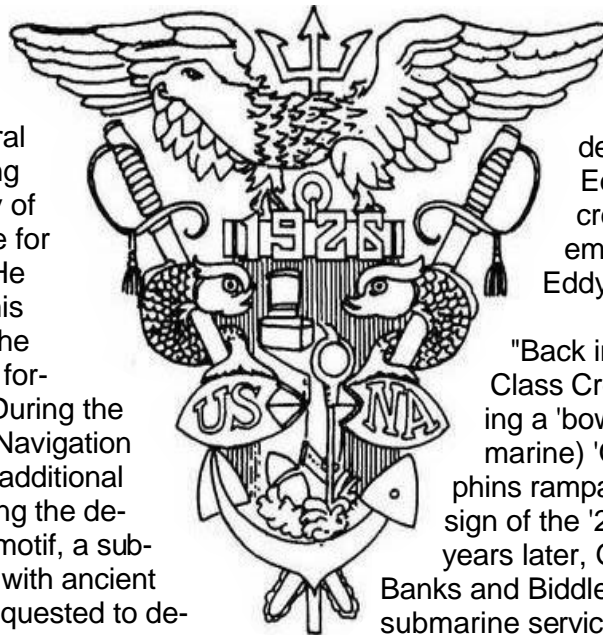 ral
ng
y of
e for
He
his
he
for-
During the
Navigation
additional
ng the de-
motif, a sub-
with ancient
quested to de-
1926
US NA
de
Ec
cre
em
Eddy
"Back in
Class Cr
ing a 'bow
marine) 'C
phins rampa
sign of the '2
years later, C
Banks and Biddle
submarine servic